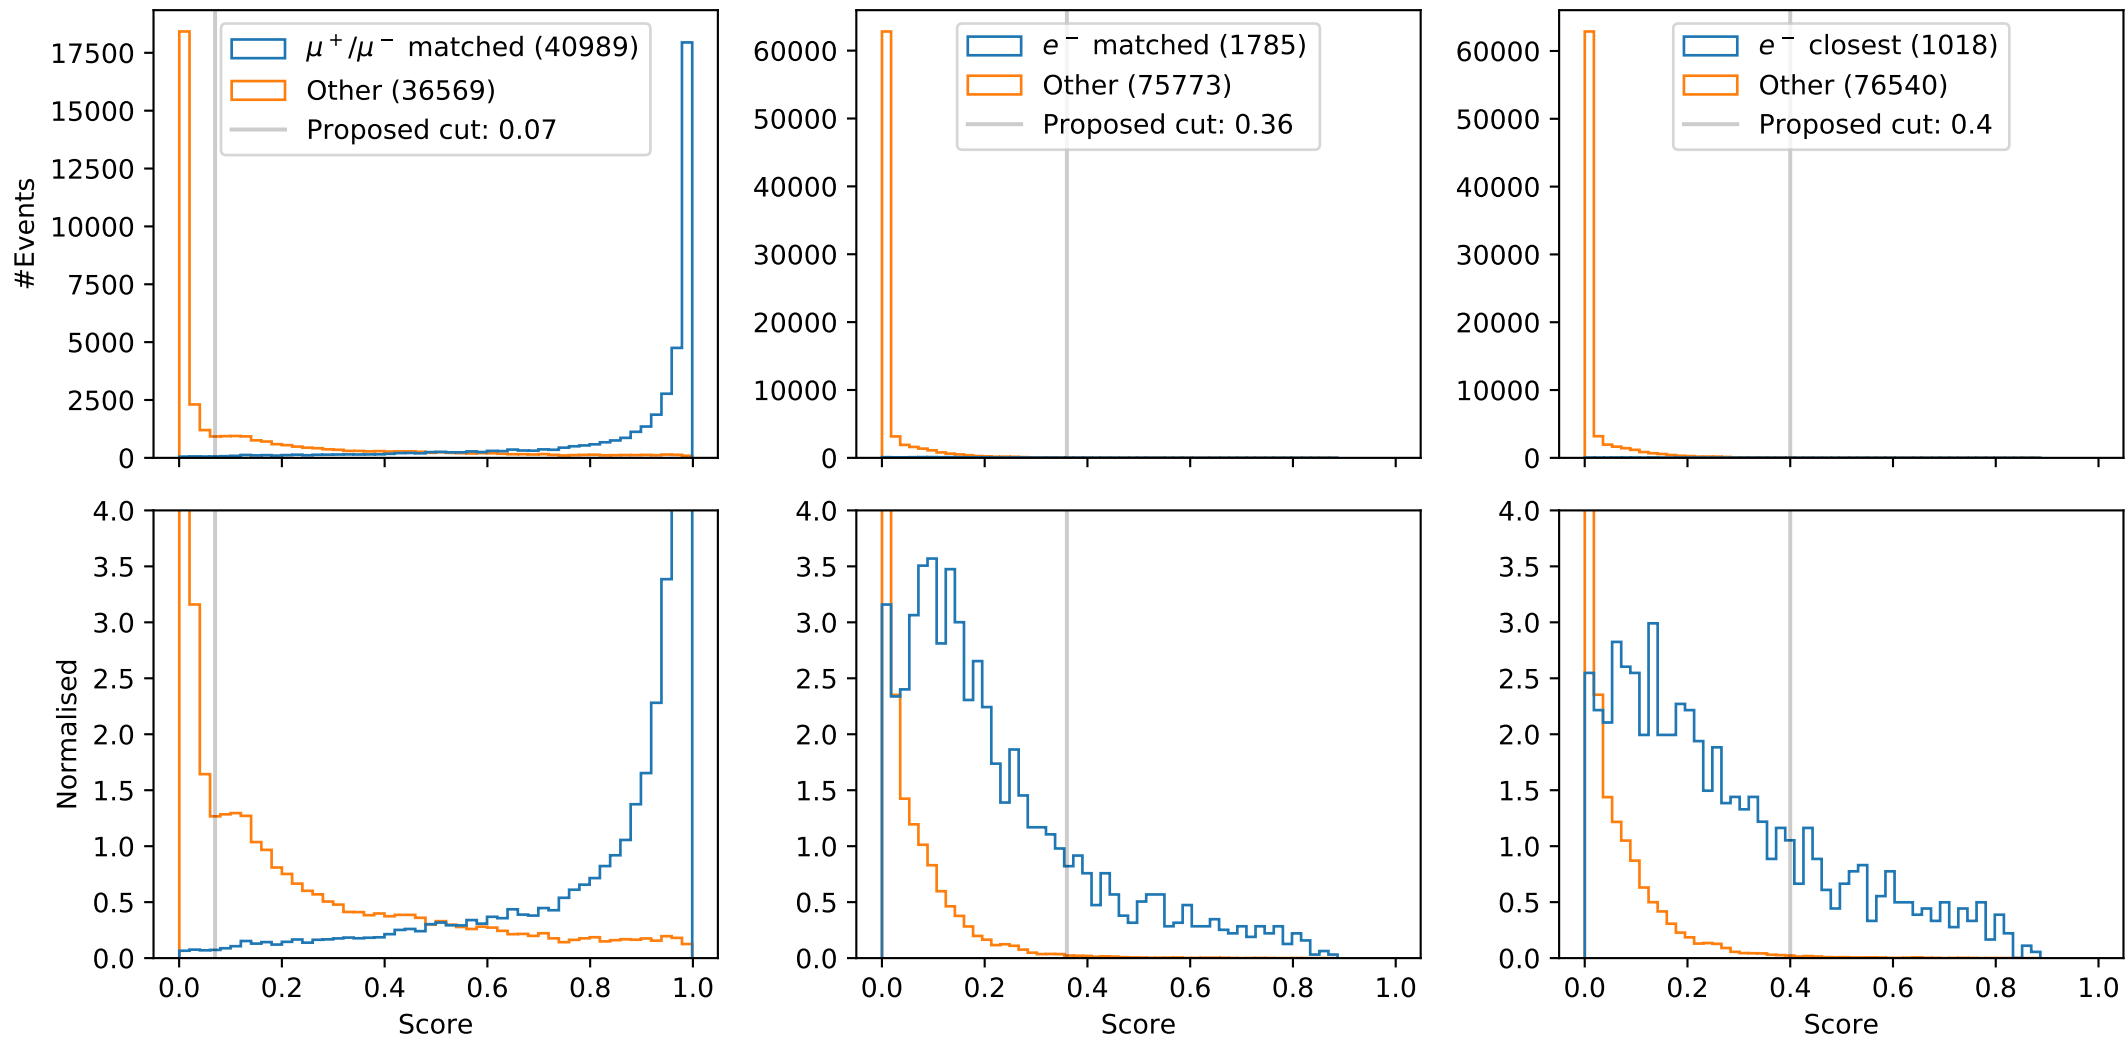 17500
15000
12500
10000
7500
5000
2500
0
#Events
μ⁺/μ⁻ matched (40989)
Other (36569)
Proposed cut: 0.07
60000
50000
40000
30000
20000
10000
0
e⁻ matched (1785)
Other (75773)
Proposed cut: 0.36
60000
50000
40000
30000
20000
10000
0
e⁻ closest (1018)
Other (76540)
Proposed cut: 0.4
4.0
3.5
3.0
2.5
2.0
1.5
1.0
0.5
0.0
Normalised
0.0 0.2 0.4 0.6 0.8 1.0
Score
4.0
3.5
3.0
2.5
2.0
1.5
1.0
0.5
0.0
0.0 0.2 0.4 0.6 0.8 1.0
Score
4.0
3.5
3.0
2.5
2.0
1.5
1.0
0.5
0.0
0.0 0.2 0.4 0.6 0.8 1.0
Score